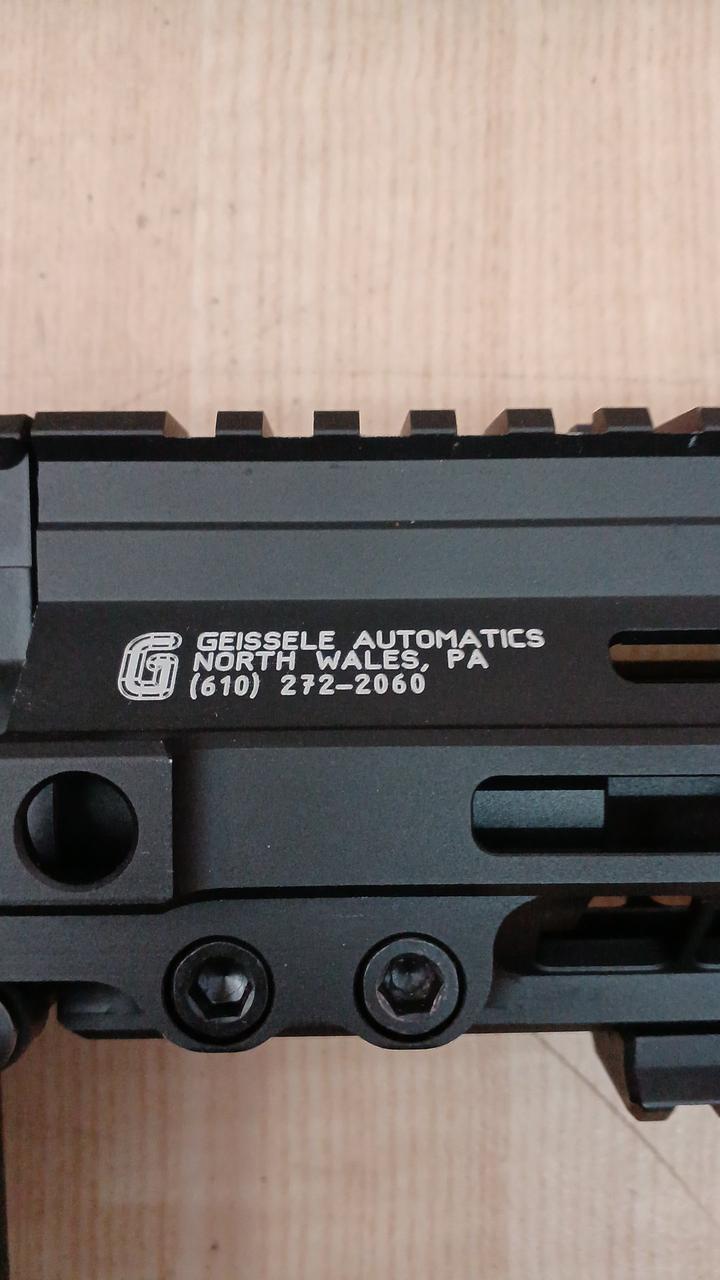 GEISSELE AUTOMATICS
NORTH WALES, PA
(610) 272-2060